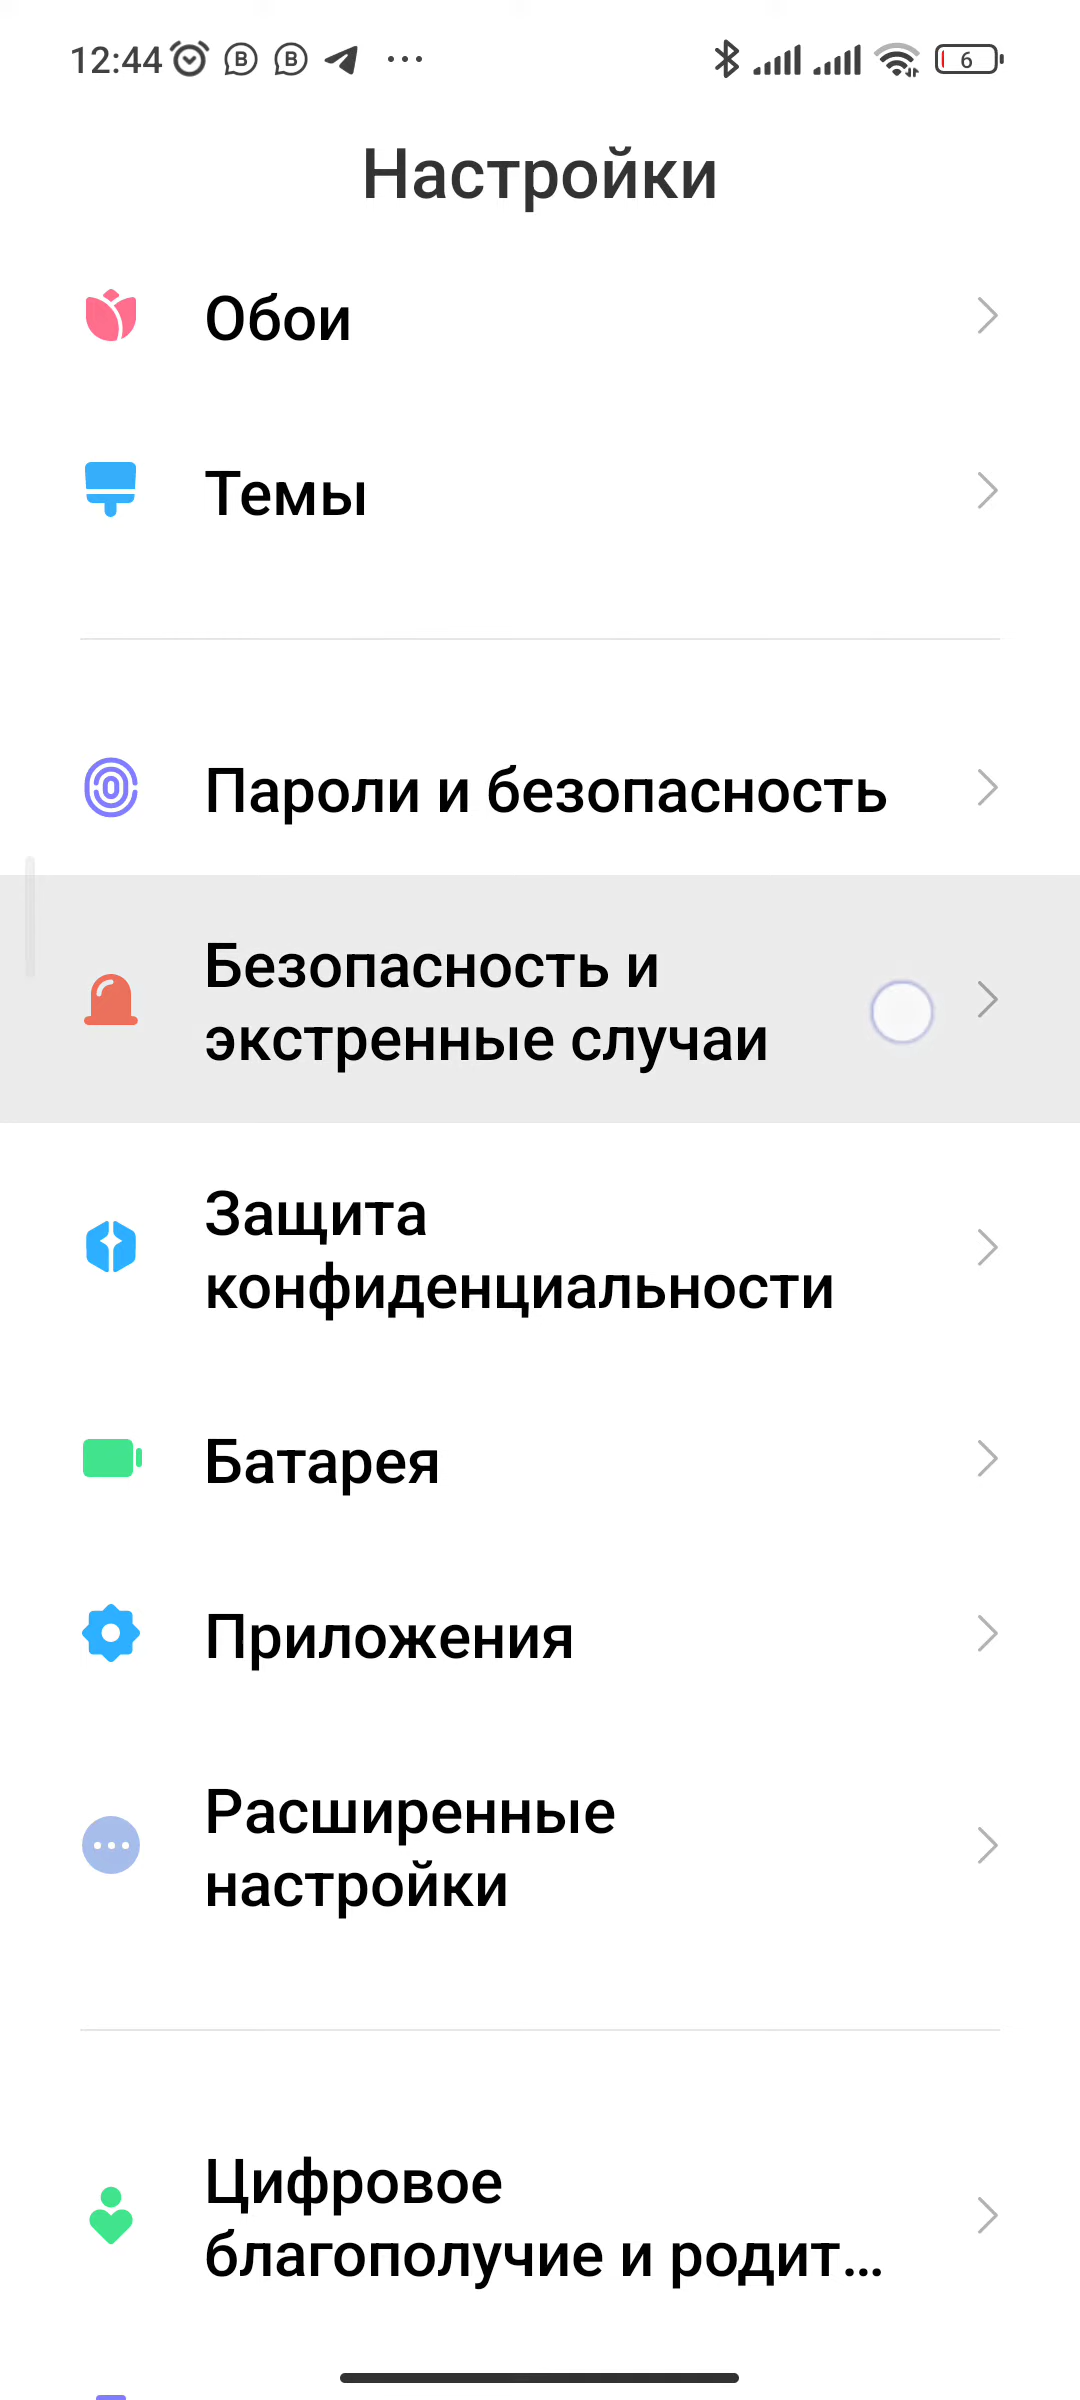 12:44
6
Настройки
Обои
Темы
Пароли и безопасность
Безопасность и
экстренные случаи
Защита
конфиденциальности
Батарея
Приложения
Расширенные
настройки
Цифровое
благополучие и родит...